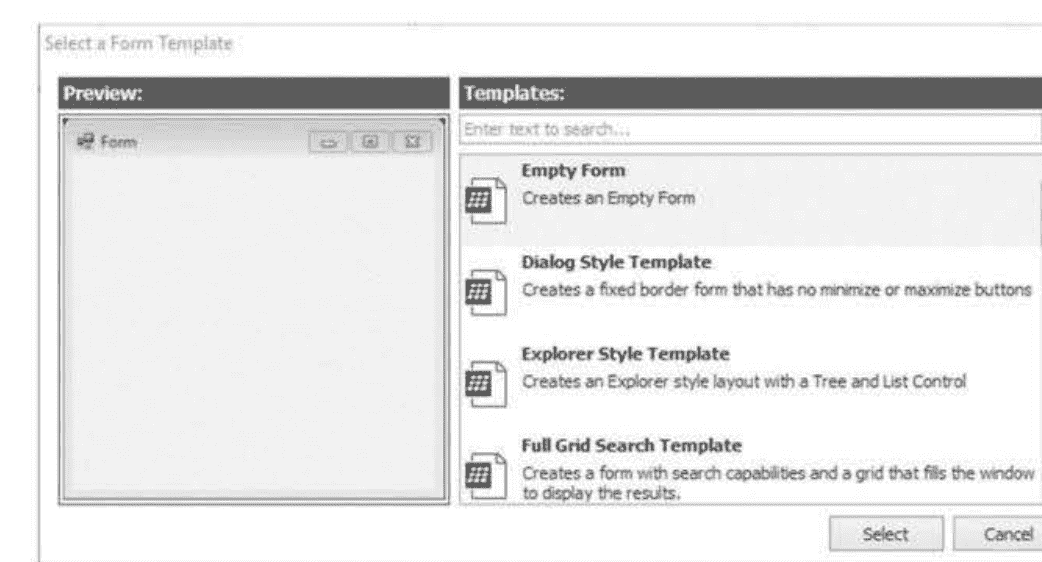 Select a Form Template
Preview:
Form
Templates:
Enter text to search...
Empty Form
Creates an Empty Form
Dialog Style Template
Creates a fixed border form that has no minimize or maximize buttons
Explorer Style Template
Creates an Explorer style layout with a Tree and List Control
Full Grid Search Template
Creates a form with search capabilities and a grid that fills the window
to display the results.
Select
Cancel